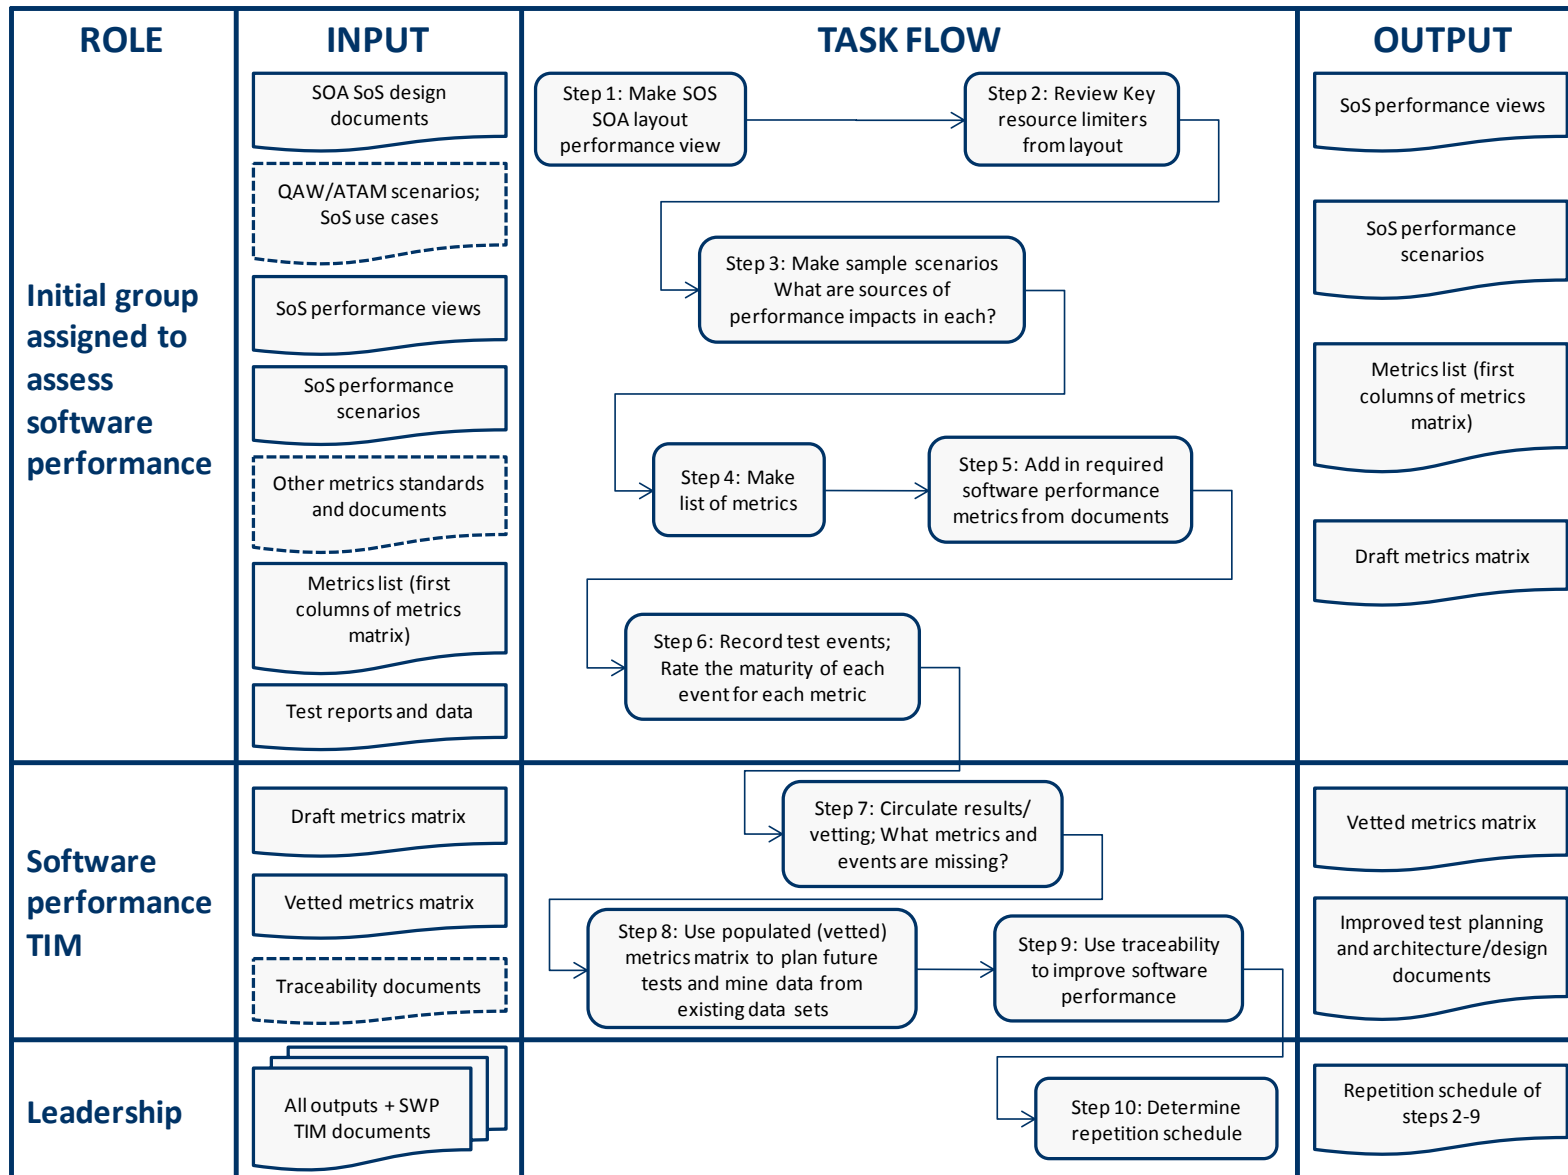 ROLE
INPUT
TASK FLOW
OUTPUT
Initial group
assigned to
assess
software
performance
SOA SoS design
documents
QAW/ATAM scenarios;
SoS use cases
SoS performance views
SoS performance
scenarios
Other metrics standards
and documents
Metrics list (first
columns of metrics
matrix)
Test reports and data
Step 1: Make SOS
SOA layout
performance view
Step 2: Review Key
resource limiters
from layout
Step 3: Make sample scenarios
What are sources of
performance impacts in each?
Step 4: Make
list of metrics
Step 5: Add in required
software performance
metrics from documents
Step 6: Record test events;
Rate the maturity of each
event for each metric
SoS performance views
SoS performance
scenarios
Metrics list (first
columns of metrics
matrix)
Draft metrics matrix
Software
performance
TIM
Draft metrics matrix
Vetted metrics matrix
Traceability documents
Step 7: Circulate results/
vetting; What metrics and
events are missing?
Step 8: Use populated (vetted)
metrics matrix to plan future
tests and mine data from
existing data sets
Step 9: Use traceability
to improve software
performance
Vetted metrics matrix
Improved test planning
and architecture/design
documents
Leadership
All outputs + SWP
TIM documents
Step 10: Determine
repetition schedule
Repetition schedule of
steps 2-9